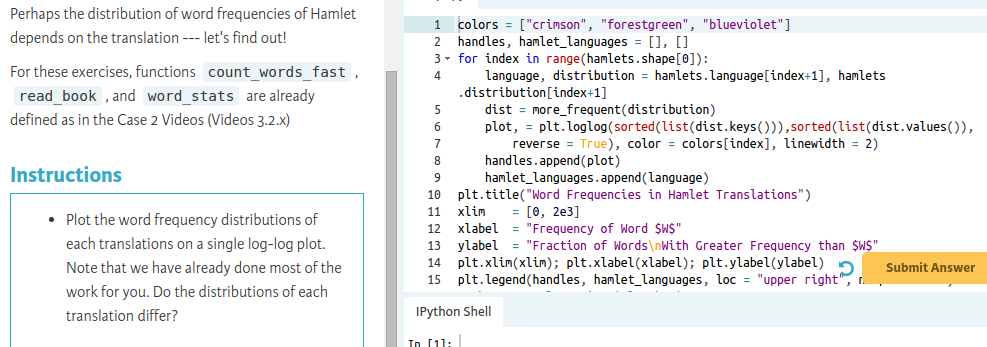 Perhaps the distribution of word frequencies of Hamlet
depends on the translation --- let's find out!
For these exercises, functions count_words_fast ,
read_book , and word_stats are already
defined as in the Case 2 Videos (Videos 3.2.x)
Instructions
• Plot the word frequency distributions of
each translations on a single log-log plot.
Note that we have already done most of the
work for you. Do the distributions of each
translation differ?
1 colors = ["crimson", "forestgreen", "blueviolet"]
2 handles, hamlet_languages = [], []
3 for index in range(hamlets.shape[0]):
4 language, distribution = hamlets.language[index+1], hamlets
.distribution[index+1]
5 dist = more_frequent(distribution)
6 plot, = plt.loglog(sorted(list(dist.keys())),sorted(list(dist.values()),
7 reverse = True), color = colors[index], linewidth = 2)
8 handles.append(plot)
9 hamlet_languages.append(language)
10 plt.title("Word Frequencies in Hamlet Translations")
11 xlim = [0, 2e3]
12 xlabel = "Frequency of Word $W$"
13 ylabel = "Fraction of Words\nWith Greater Frequency than $W$"
14 plt.xlim(xlim); plt.xlabel(xlabel); plt.ylabel(ylabel)
15 plt.legend(handles, hamlet_languages, loc = "upper right",
Submit Answer
IPython Shell
In [1]: